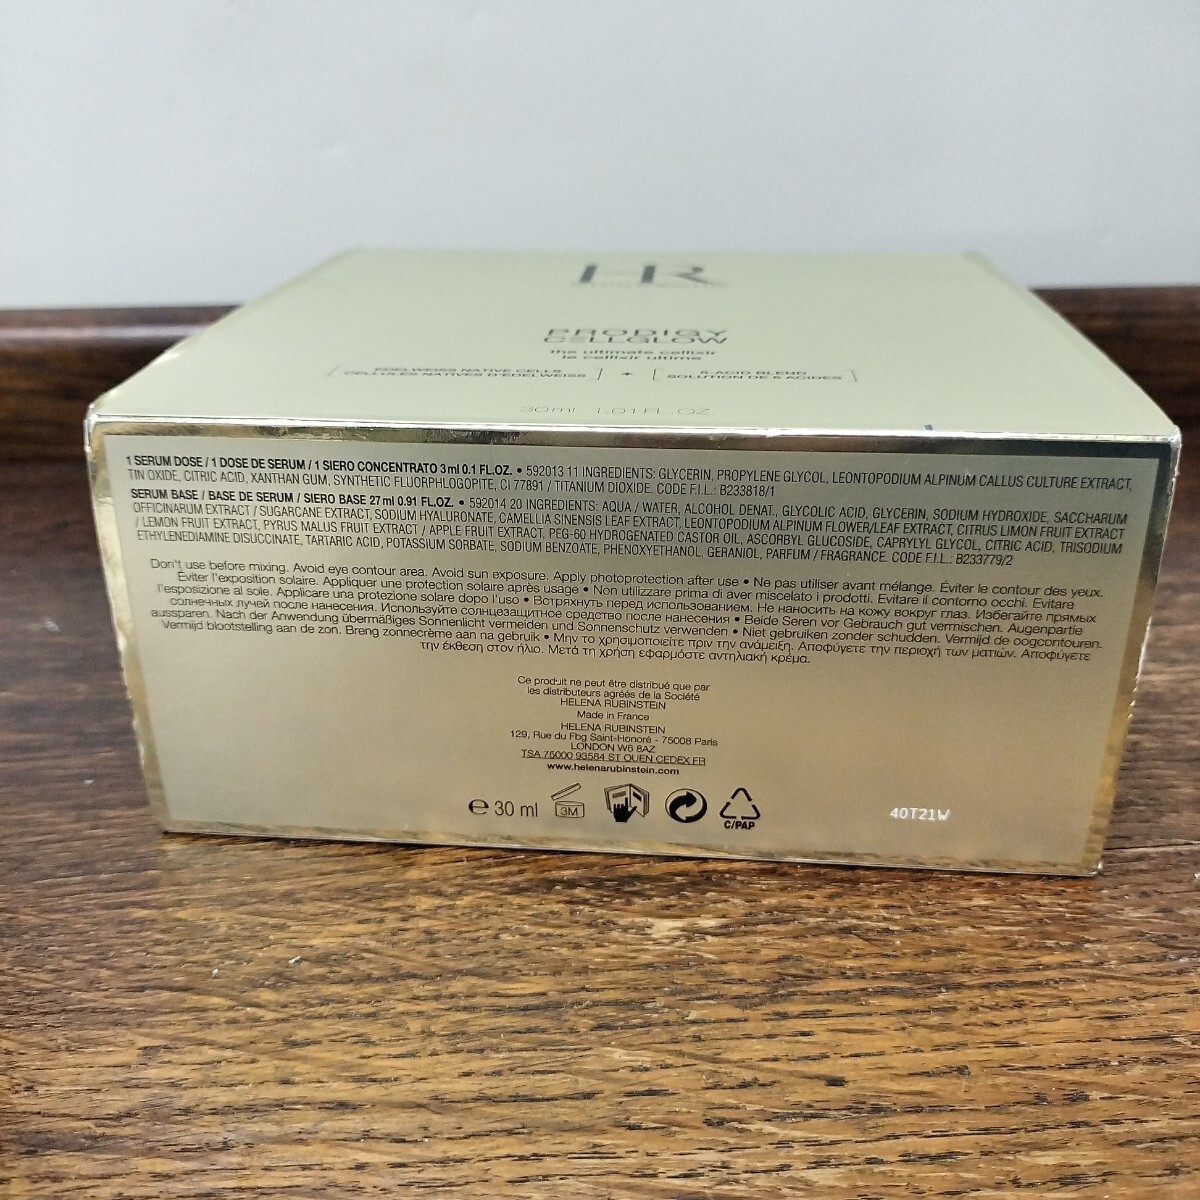 HR
PRODIGY
CELLGLOW
the ultimate cellixir
le cellixir ultime
EDELWEISS NATIVE CELLS
CELLULES NATIVES D'EDELWEISS
+
6-ACID BLEND
SOLUTION DE 6 ACIDES
30ml 1.01 FL.OZ.
1 SERUM DOSE / 1 DOSE DE SERUM / 1 SIERO CONCENTRATO 3 ml 0.1 FL.OZ. • 592013 11 INGREDIENTS: GLYCERIN, PROPYLENE GLYCOL, LEONTOPODIUM ALPINUM CALLUS CULTURE EXTRACT,
TIN OXIDE, CITRIC ACID, XANTHAN GUM, SYNTHETIC FLUORPHLOGOPITE, CI 77891 / TITANIUM DIOXIDE. CODE F.I.L.: B233818/1
SERUM BASE / BASE DE SERUM / SIERO BASE 27 ml 0.91 FL.OZ. • 592014 20 INGREDIENTS: AQUA / WATER, ALCOHOL DENAT., GLYCOLIC ACID, GLYCERIN, SODIUM HYDROXIDE, SACCHARUM
OFFICINARUM EXTRACT / SUGARCANE EXTRACT, SODIUM HYALURONATE, CAMELLIA SINENSIS LEAF EXTRACT, LEONTOPODIUM ALPINUM FLOWER/LEAF EXTRACT, CITRUS LIMON FRUIT EXTRACT
/ LEMON FRUIT EXTRACT, PYRUS MALUS FRUIT EXTRACT / APPLE FRUIT EXTRACT, PEG-60 HYDROGENATED CASTOR OIL, ASCORBYL GLUCOSIDE, CAPRYLYL GLYCOL, CITRIC ACID, TRISODIUM
ETHYLENEDIAMINE DISUCCINATE, TARTARIC ACID, POTASSIUM SORBATE, SODIUM BENZOATE, PHENOXYETHANOL, GERANIOL, PARFUM / FRAGRANCE. CODE F.I.L.: B233779/2
Don't use before mixing. Avoid eye contour area. Avoid sun exposure. Apply photoprotection after use • Ne pas utiliser avant mélange. Éviter le contour des yeux.
Éviter l'exposition solaire. Appliquer une protection solaire après usage • Non utilizzare prima di aver miscelato i prodotti. Evitare il contorno occhi. Evitare
l'esposizione al sole. Applicare una protezione solare dopo l'uso • Встряхнуть перед использованием. Не наносить на кожу вокруг глаз. Избегайте прямых
солнечных лучей после нанесения. Используйте солнцезащитное средство после нанесения • Beide Seren vor Gebrauch gut vermischen. Augenpartie
aussparen. Nach der Anwendung übermäßiges Sonnenlicht vermeiden und Sonnenschutz verwenden • Niet gebruiken zonder schudden. Vermijd de oogcontouren.
Vermijd blootstelling aan de zon. Breng zonnecrème aan na gebruik • Μην το χρησιμοποιείτε πριν την ανάμειξη. Αποφύγετε την περιοχή των ματιών. Αποφύγετε
την έκθεση στον ήλιο. Μετά τη χρήση εφαρμόστε αντηλιακή κρέμα.
Ce produit ne peut être distribué que par
les distributeurs agréés de la Société
HELENA RUBINSTEIN
Made in France
HELENA RUBINSTEIN
129, Rue du Fbg Saint-Honoré - 75008 Paris
LONDON W6 8AZ
TSA 75000 93584 ST OUEN CEDEX FR
www.helenarubinstein.com
e 30 ml
3M
C/PAP
40T21W